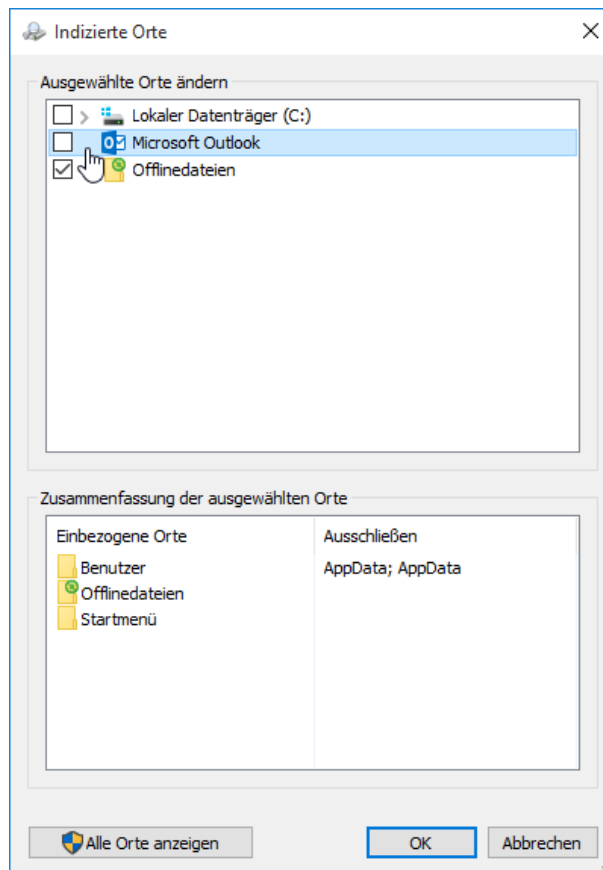 Indizierte Orte
Ausgewählte Orte ändern
Lokaler Datenträger (C:)
Microsoft Outlook
Offlinedateien
Zusammenfassung der ausgewählten Orte
Einbezogene Orte Ausschließen
Benutzer AppData; AppData
Offlinedateien
Startmenü
Alle Orte anzeigen OK Abbrechen